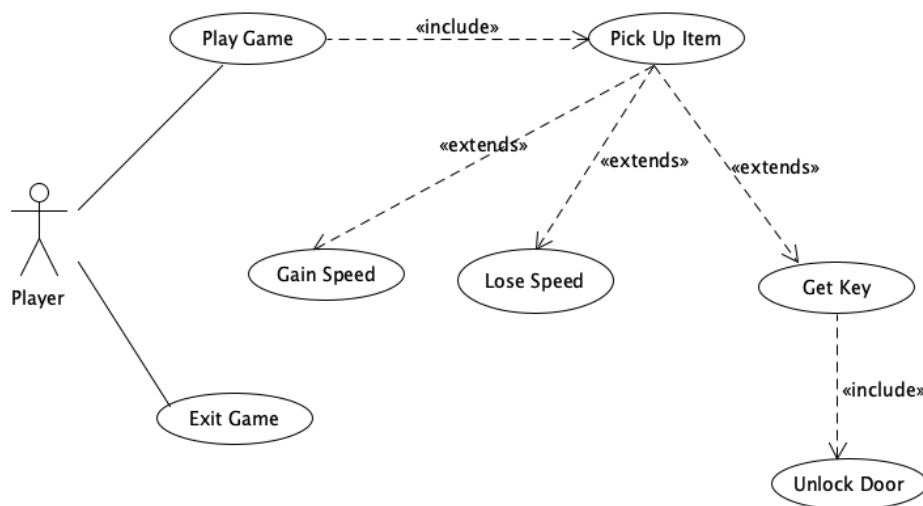 Play Game
«include»
Pick Up Item
«extends»
«extends»
«extends»
Player
Gain Speed
Lose Speed
Get Key
«include»
Exit Game
Unlock Door